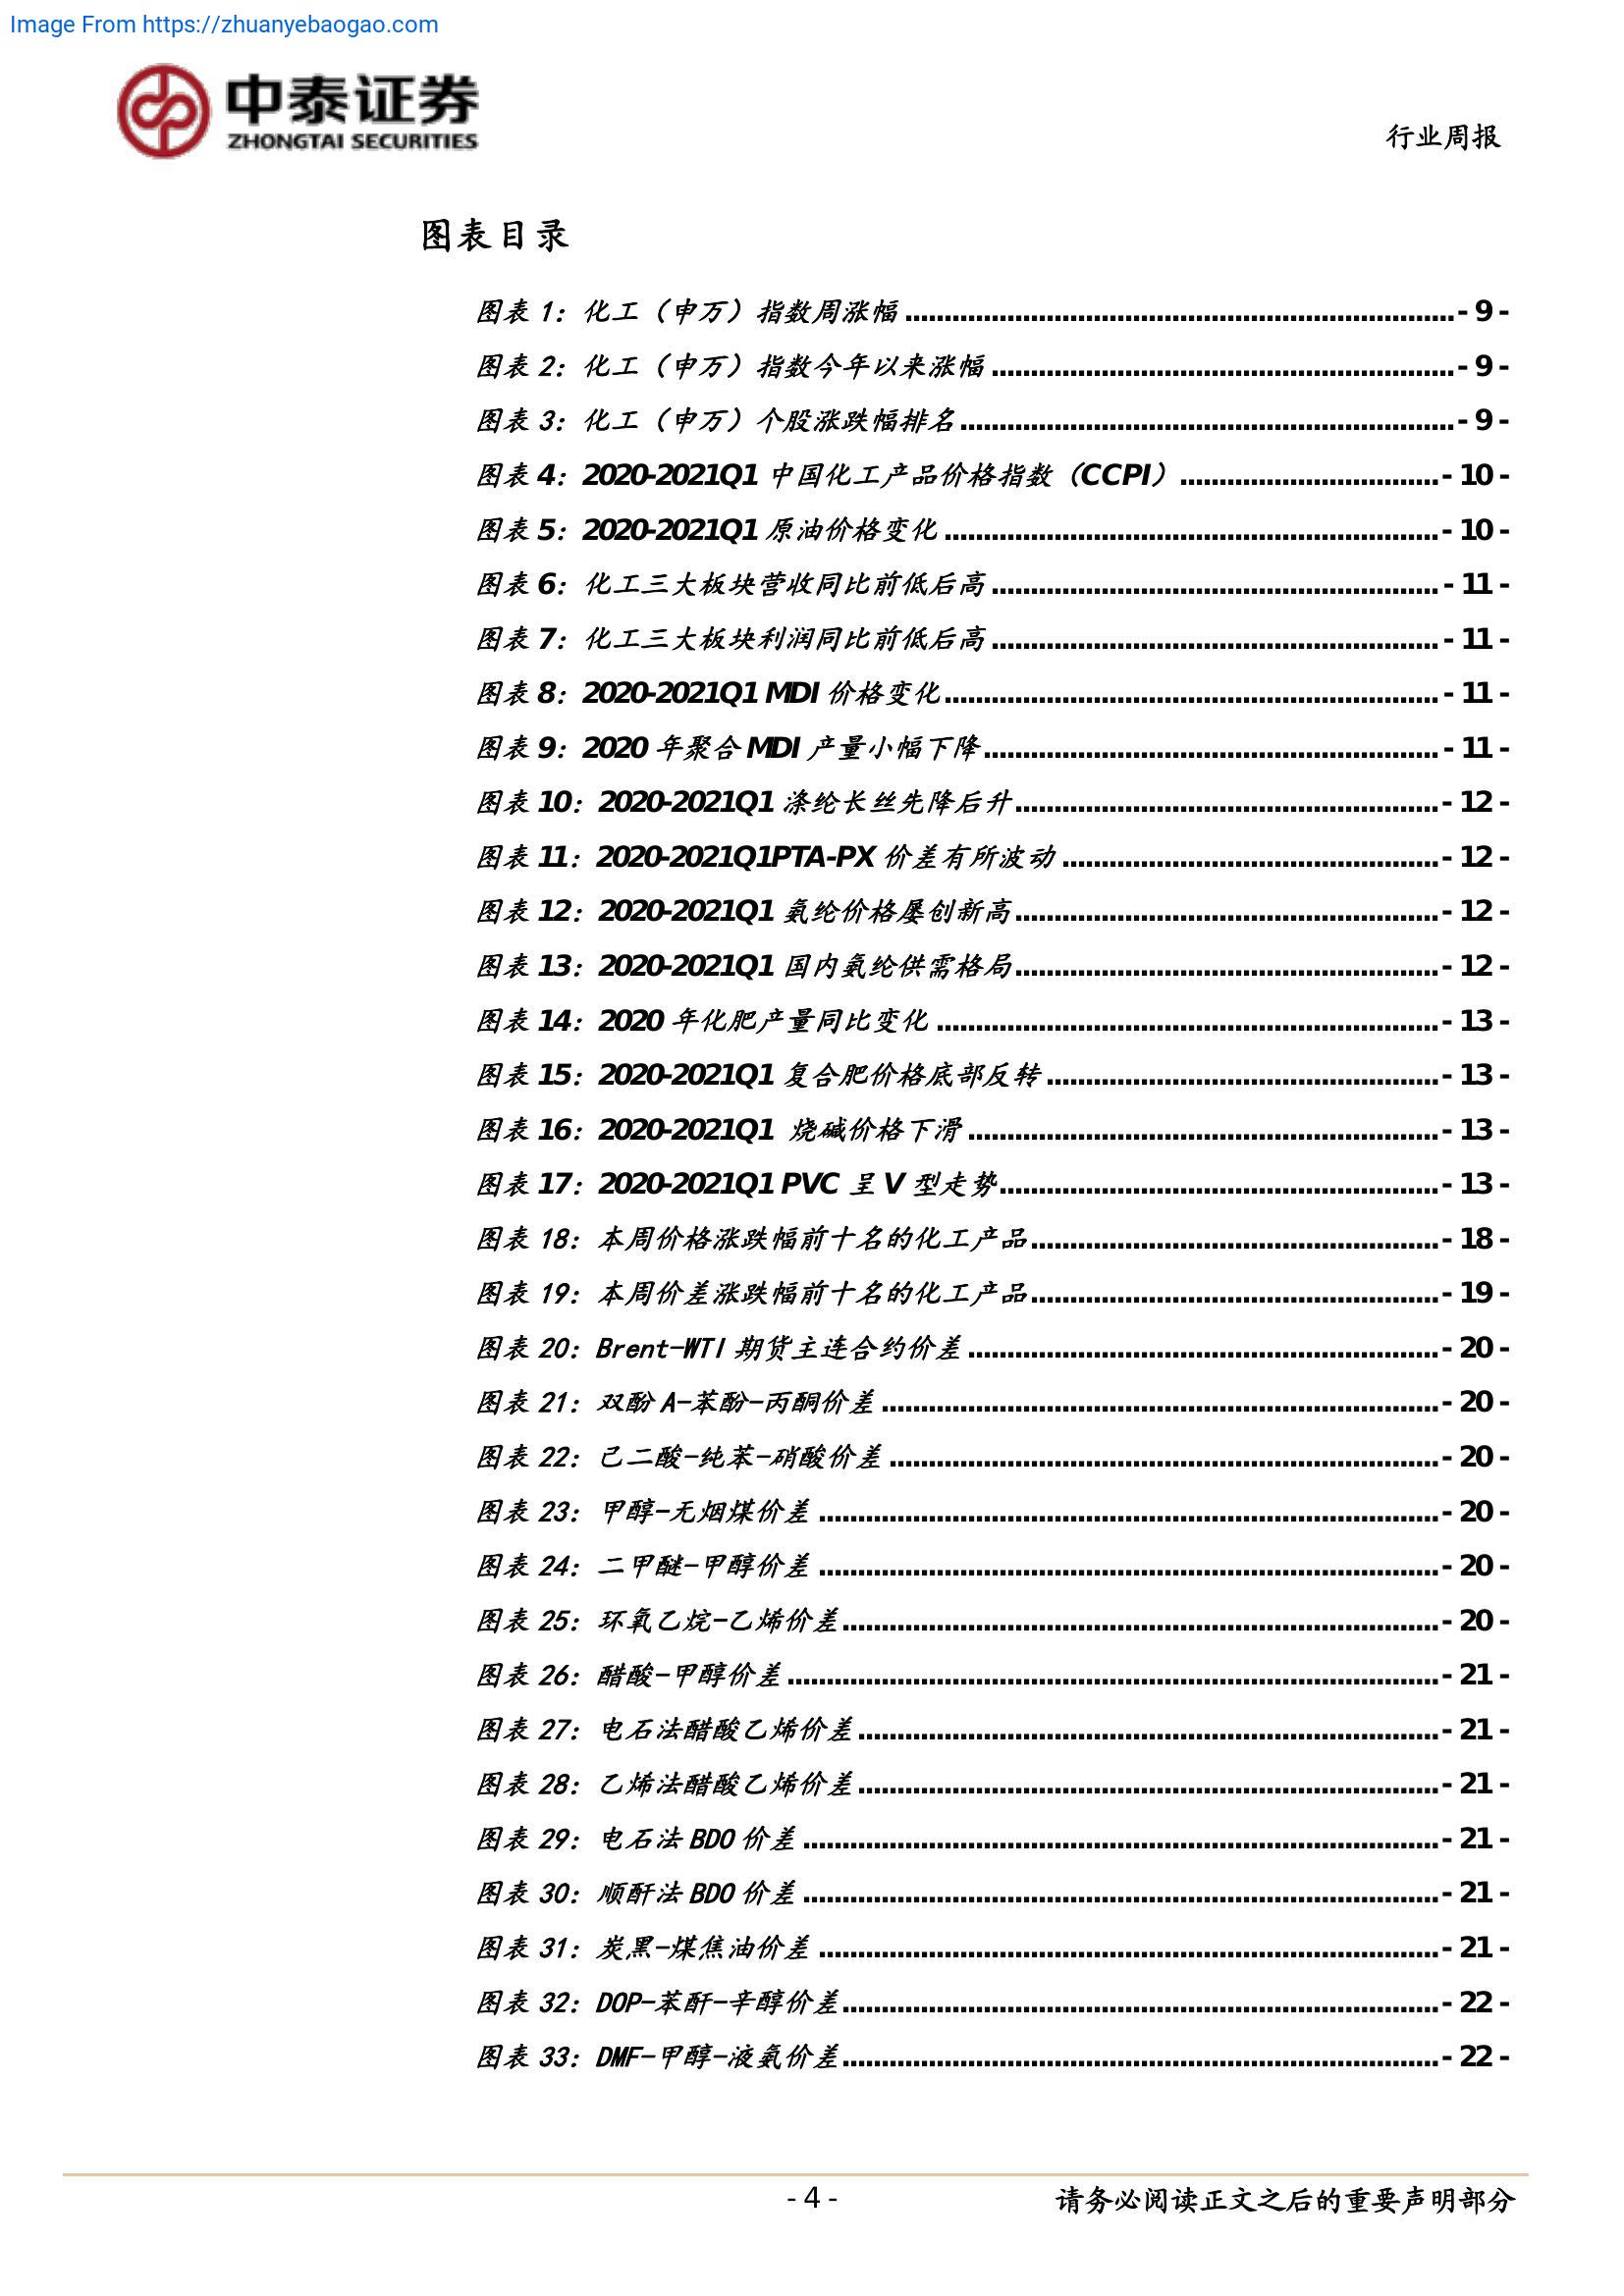 Image From https://zhuanyebaogao.com
中泰证券
ZHONGTAI SECURITIES
行业周报
图表目录
图表 1：化工（申万）指数周涨幅 ........ - 9 -
图表 2：化工（申万）指数今年以来涨幅 ........ - 9 -
图表 3：化工（申万）个股涨跌幅排名 ........ - 9 -
图表 4：2020-2021Q1 中国化工产品价格指数（CCPI） ........ - 10 -
图表 5：2020-2021Q1 原油价格变化 ........ - 10 -
图表 6：化工三大板块营收同比前低后高 ........ - 11 -
图表 7：化工三大板块利润同比前低后高 ........ - 11 -
图表 8：2020-2021Q1 MDI 价格变化 ........ - 11 -
图表 9：2020 年聚合 MDI 产量小幅下降 ........ - 11 -
图表 10：2020-2021Q1 涤纶长丝先降后升 ........ - 12 -
图表 11：2020-2021Q1PTA-PX 价差有所波动 ........ - 12 -
图表 12：2020-2021Q1 氨纶价格屡创新高 ........ - 12 -
图表 13：2020-2021Q1 国内氨纶供需格局 ........ - 12 -
图表 14：2020 年化肥产量同比变化 ........ - 13 -
图表 15：2020-2021Q1 复合肥价格底部反转 ........ - 13 -
图表 16：2020-2021Q1 烧碱价格下滑 ........ - 13 -
图表 17：2020-2021Q1 PVC 呈 V 型走势 ........ - 13 -
图表 18：本周价格涨跌幅前十名的化工产品 ........ - 18 -
图表 19：本周价差涨跌幅前十名的化工产品 ........ - 19 -
图表 20：Brent-WTI 期货主连合约价差 ........ - 20 -
图表 21：双酚 A-苯酚-丙酮价差 ........ - 20 -
图表 22：己二酸-纯苯-硝酸价差 ........ - 20 -
图表 23：甲醇-无烟煤价差 ........ - 20 -
图表 24：二甲醚-甲醇价差 ........ - 20 -
图表 25：环氧乙烷-乙烯价差 ........ - 20 -
图表 26：醋酸-甲醇价差 ........ - 21 -
图表 27：电石法醋酸乙烯价差 ........ - 21 -
图表 28：乙烯法醋酸乙烯价差 ........ - 21 -
图表 29：电石法 BDO 价差 ........ - 21 -
图表 30：顺酐法 BDO 价差 ........ - 21 -
图表 31：炭黑-煤焦油价差 ........ - 21 -
图表 32：DOP-苯酐-辛醇价差 ........ - 22 -
图表 33：DMF-甲醇-液氨价差 ........ - 22 -
- 4 -
请务必阅读正文之后的重要声明部分